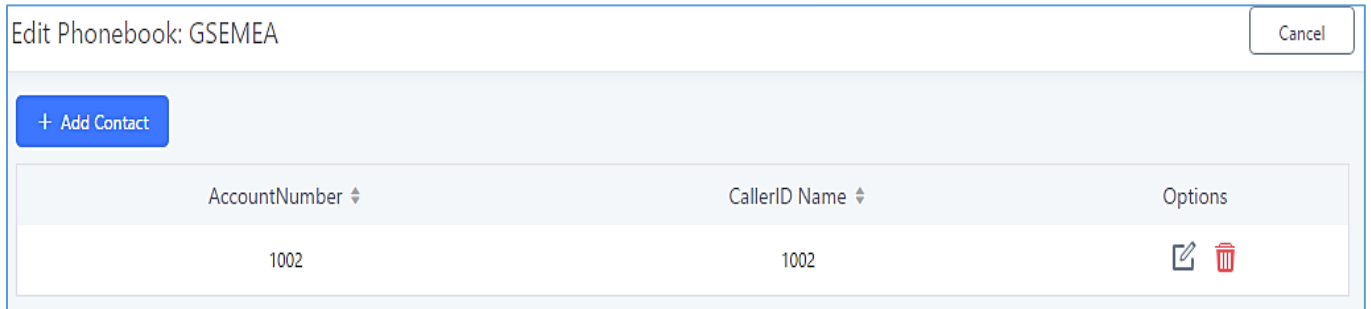 Edit Phonebook: GSEMEA Cancel
+ Add Contact
AccountNumber CallerID Name Options
1002 1002